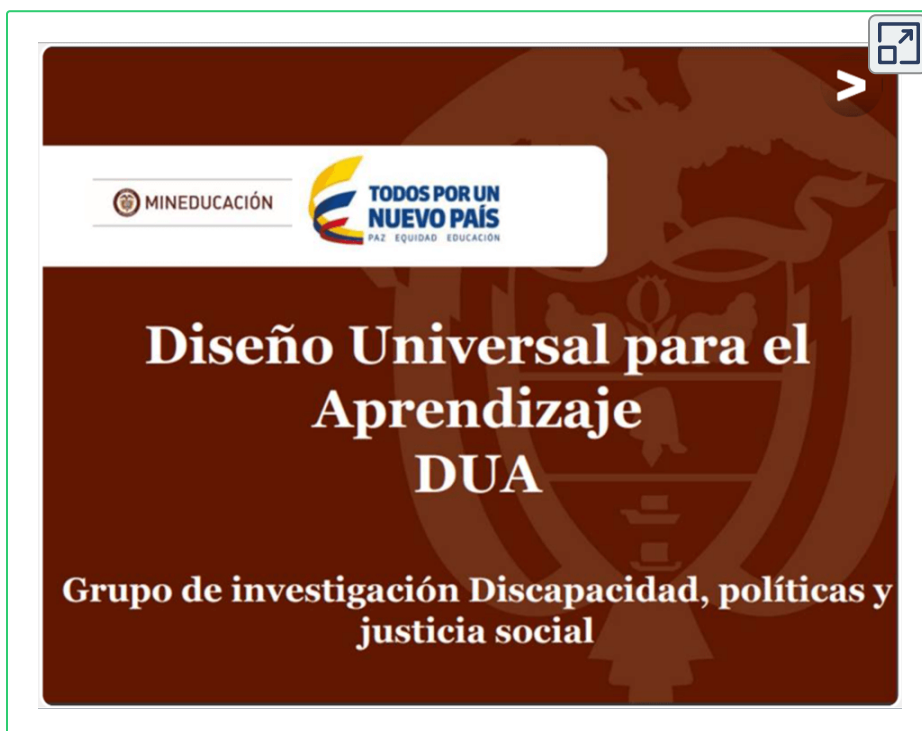 MINEDUCACIÓN
TODOS POR UN
NUEVO PAÍS
PAZ EQUIDAD EDUCACIÓN
Diseño Universal para el
Aprendizaje
DUA
Grupo de investigación Discapacidad, políticas y
justicia social